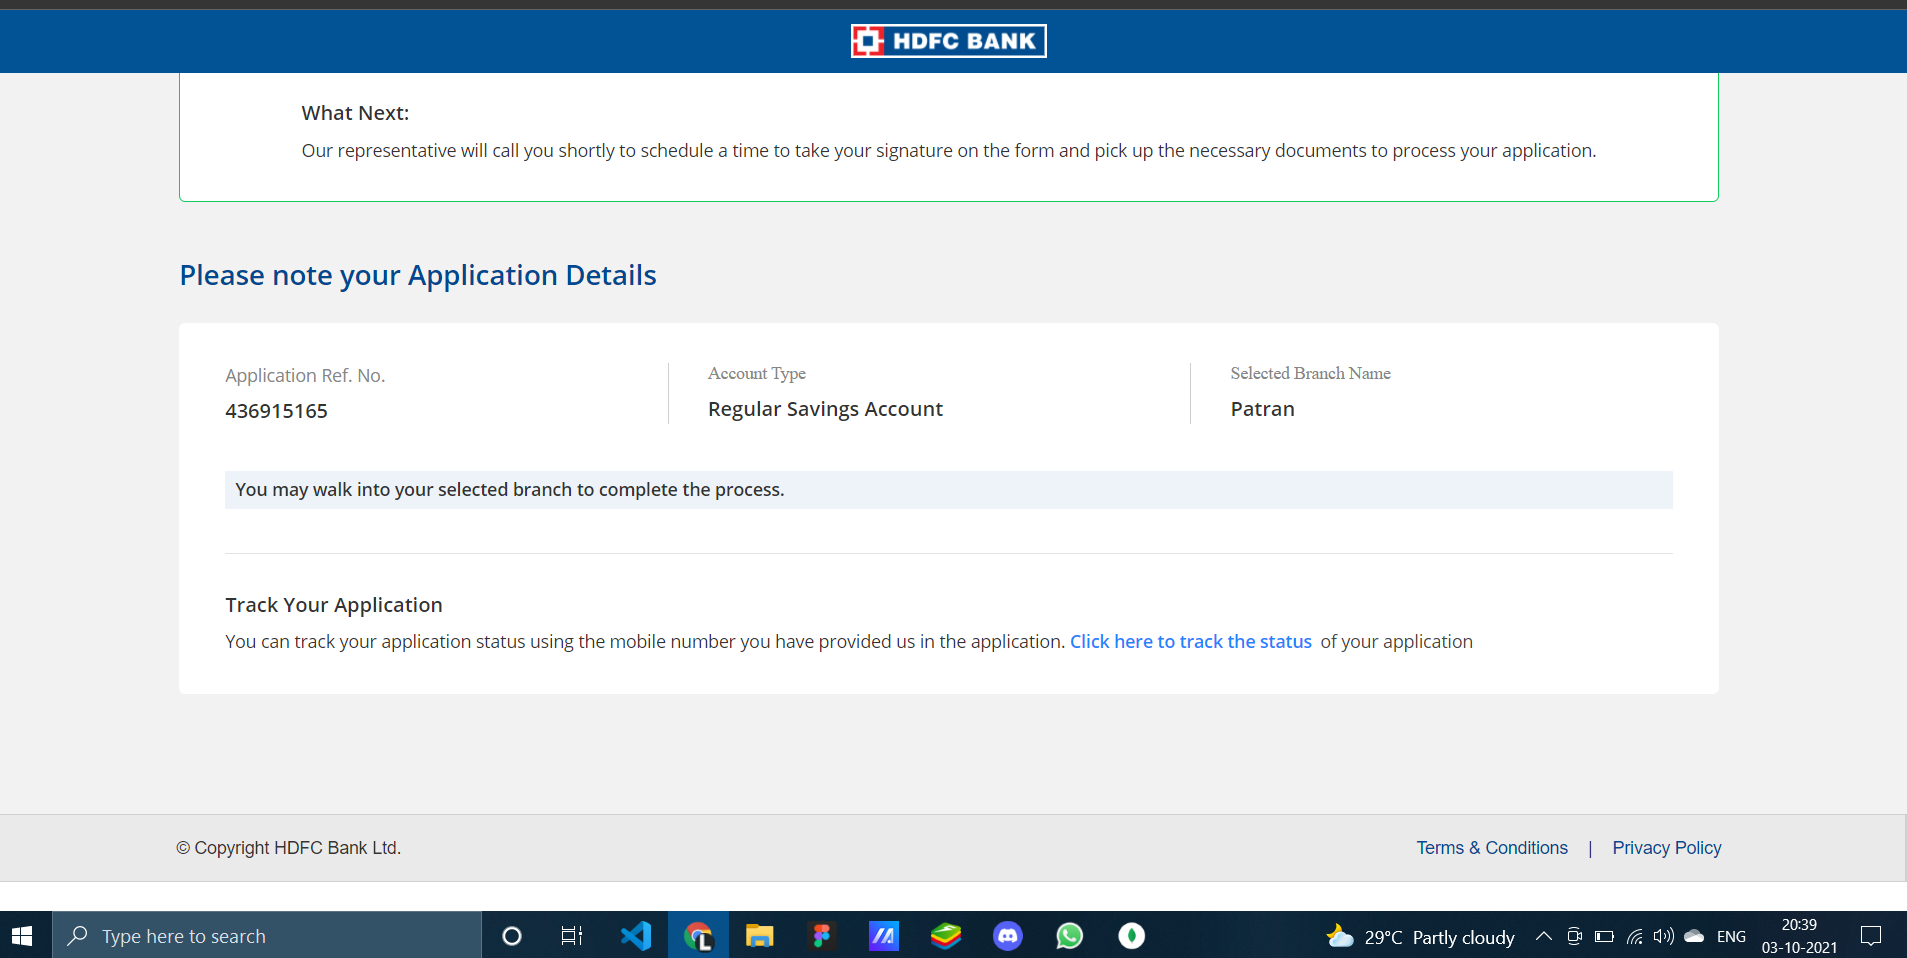 HDFC BANK
What Next:
Our representative will call you shortly to schedule a time to take your signature on the form and pick up the necessary documents to process your application.
Please note your Application Details
Application Ref. No.
436915165
Account Type
Regular Savings Account
Selected Branch Name
Patran
You may walk into your selected branch to complete the process.
Track Your Application
You can track your application status using the mobile number you have provided us in the application. Click here to track the status of your application
© Copyright HDFC Bank Ltd.
Terms & Conditions | Privacy Policy
Type here to search
L
29°C Partly cloudy
ENG
20:39
03-10-2021